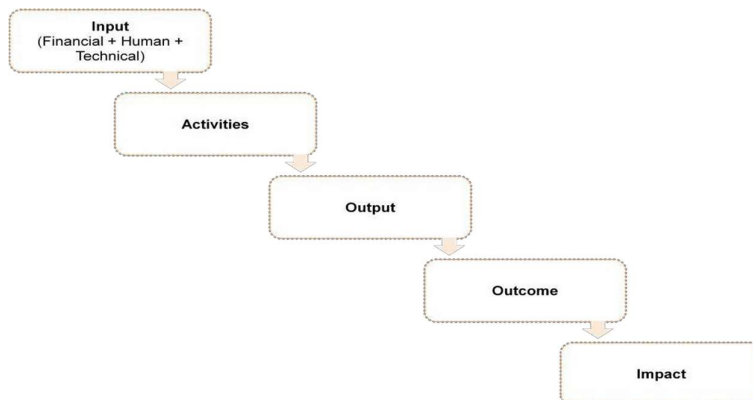 Input
(Financial + Human +
Technical)
Activities
Output
Outcome
Impact